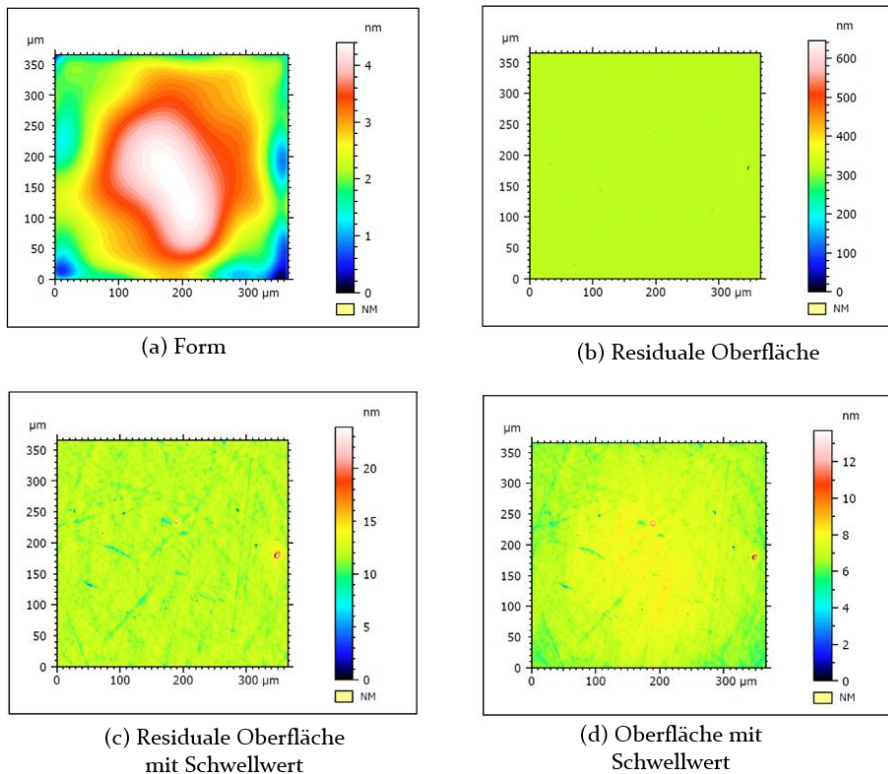 nm
µm
350
300
250
200
150
100
50
0
0 100 200 300 µm
4
3
2
1
0
NM
(a) Form
nm
µm
350
300
250
200
150
100
50
0
0 100 200 300 µm
600
500
400
300
200
100
0
NM
(b) Residuale Oberfläche
nm
µm
350
300
250
200
150
100
50
0
0 100 200 300 µm
20
15
10
5
0
NM
(c) Residuale Oberfläche
mit Schwellwert
nm
µm
350
300
250
200
150
100
50
0
0 100 200 300 µm
12
10
8
6
4
2
0
NM
(d) Oberfläche mit
Schwellwert